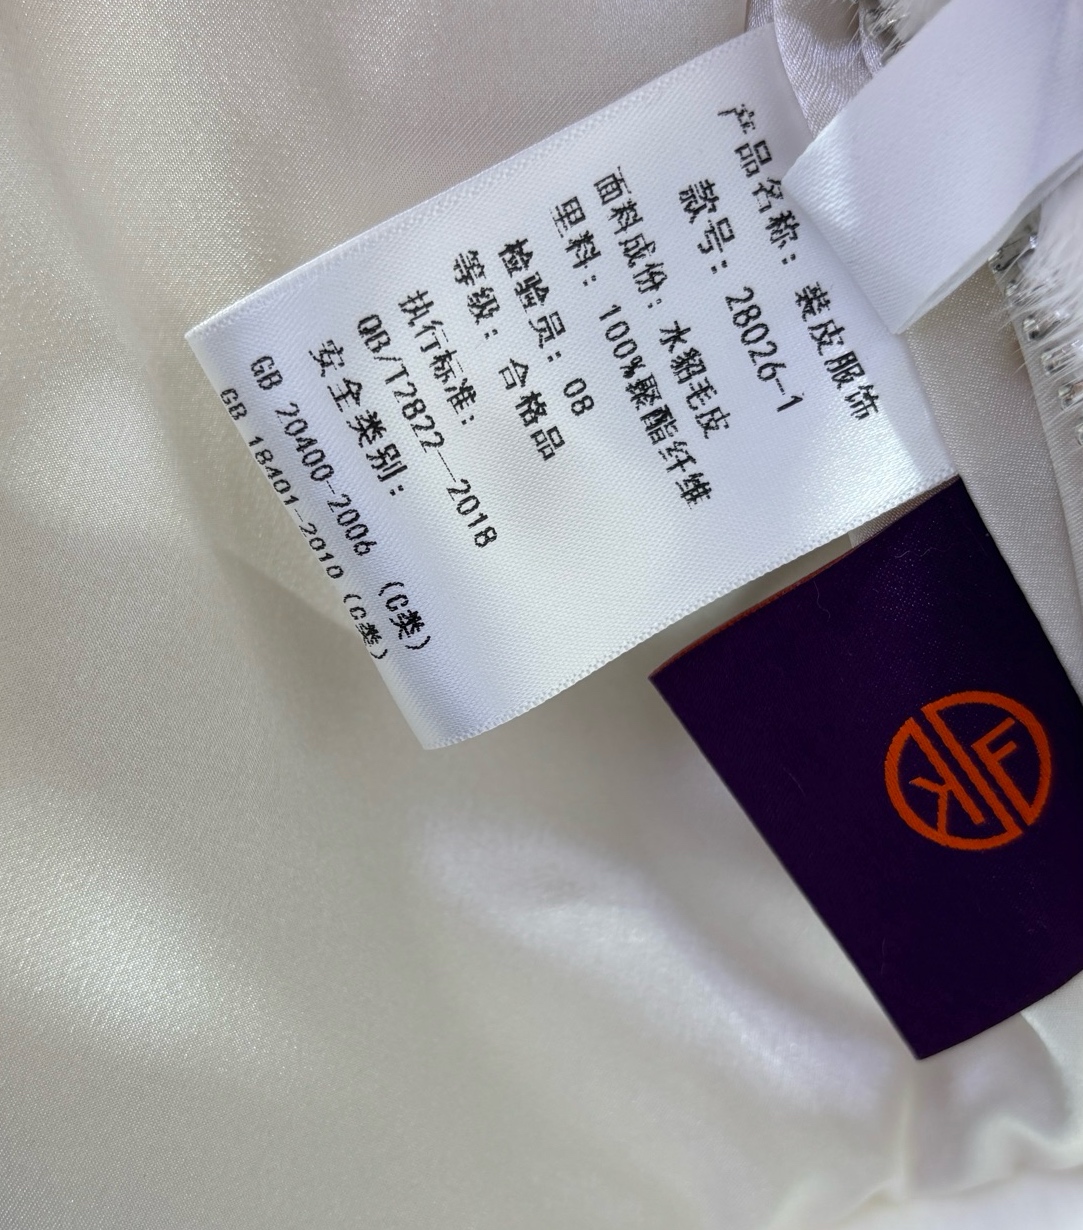 产品名称：裘皮服饰
款号：28026-1
面料成份：水貂毛皮
里料：100%聚酯纤维
检验员：08
等级：合格品
执行标准：
QB/T2822-2018
安全类别：
GB 20400-2006 (C类)
GB 18401-2010 (C类)
KF